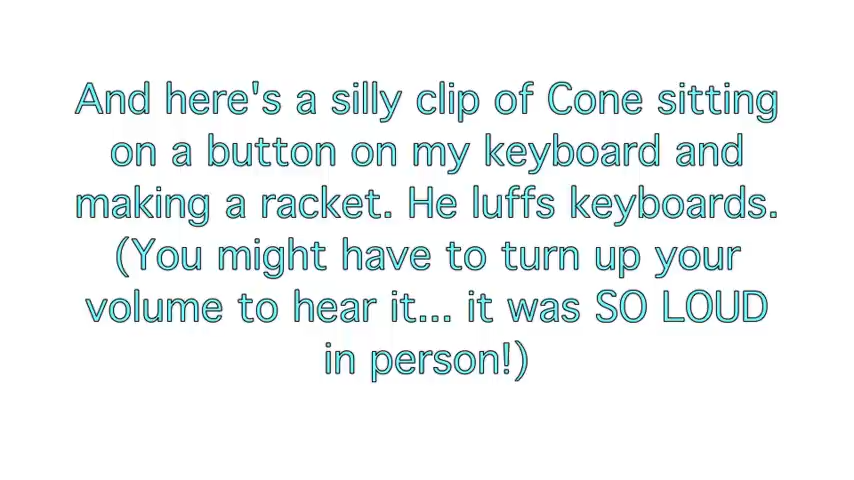 And here's a silly clip of Cone sitting
on a button on my keyboard and
making a racket. He luffs keyboards.
(You might have to turn up your
volume to hear it... it was SO LOUD
in person!)